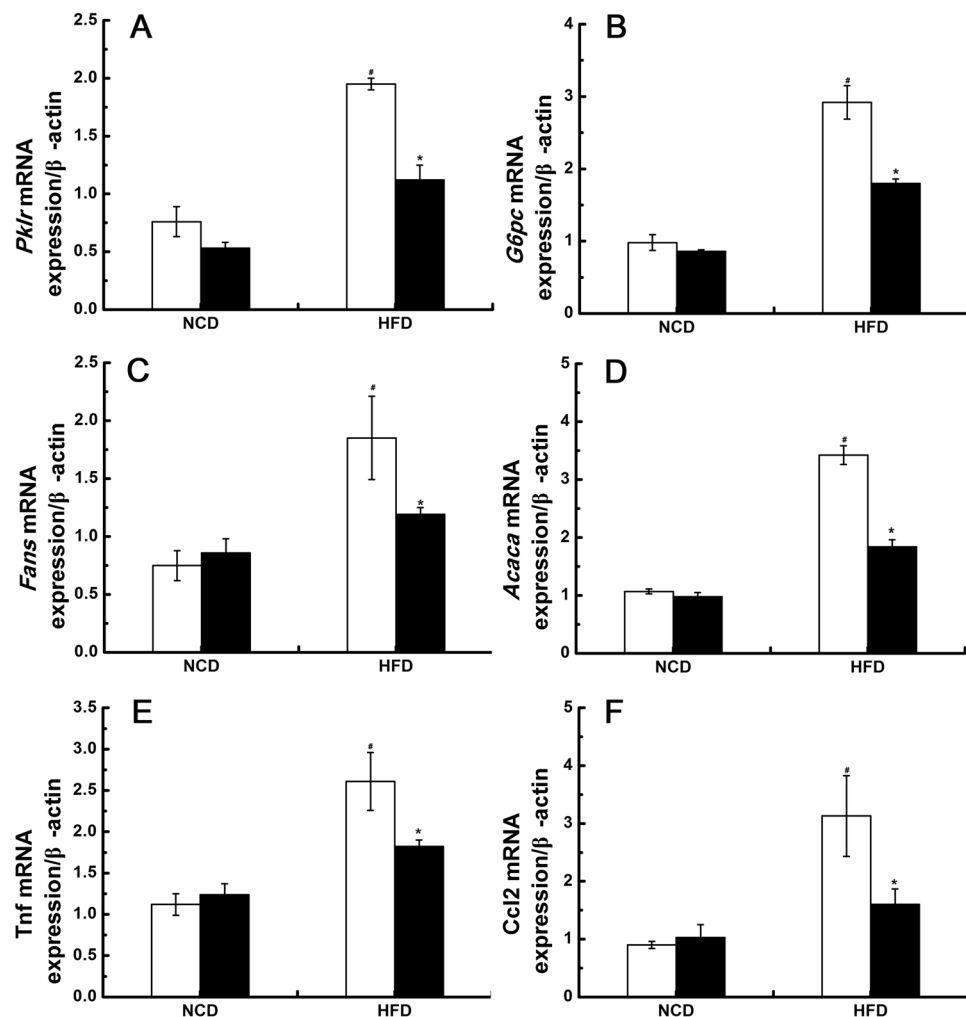 A
Pklr mRNA
expression/β -actin
2.5
2.0
1.5
1.0
0.5
0.0
#
*
NCD
HFD
B
G6pc mRNA
expression/β -actin
4
3
2
1
0
#
*
NCD
HFD
C
Fans mRNA
expression/β -actin
2.5
2.0
1.5
1.0
0.5
0.0
#
*
NCD
HFD
D
Acaca mRNA
expression/β -actin
5
4
3
2
1
0
#
*
NCD
HFD
E
Tnf mRNA
expression/β -actin
3.5
3.0
2.5
2.0
1.5
1.0
0.5
0.0
#
*
NCD
HFD
F
Ccl2 mRNA
expression/β -actin
5
4
3
2
1
0
#
*
NCD
HFD